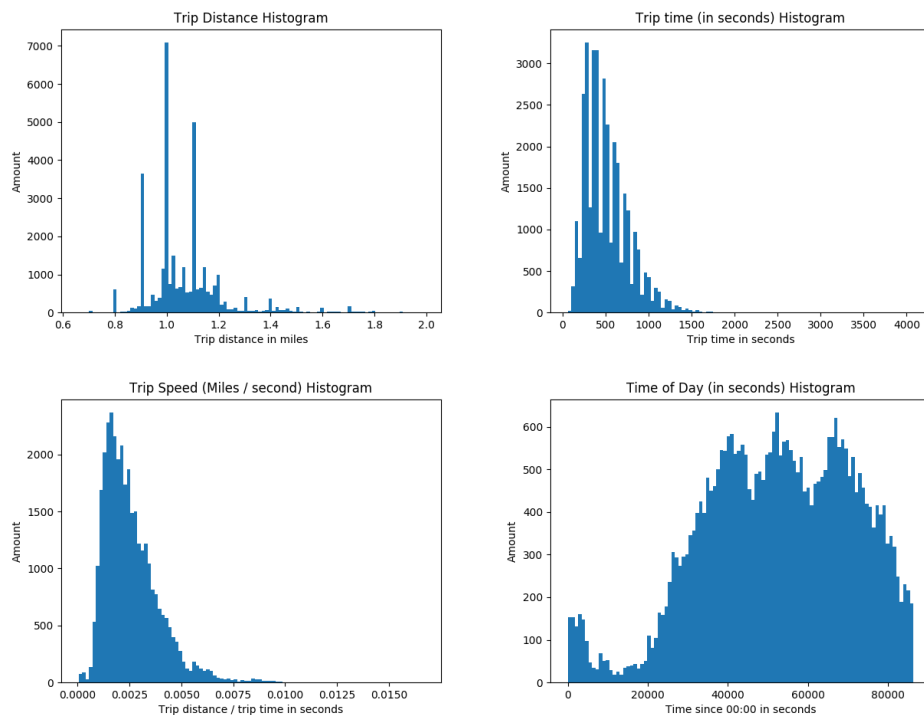 Trip Distance Histogram
Amount
7000
6000
5000
4000
3000
2000
1000
0
0.6 0.8 1.0 1.2 1.4 1.6 1.8 2.0
Trip distance in miles
Trip time (in seconds) Histogram
Amount
3000
2500
2000
1500
1000
500
0
0 500 1000 1500 2000 2500 3000 3500 4000
Trip time in seconds
Trip Speed (Miles / second) Histogram
Amount
2000
1500
1000
500
0
0.0000 0.0025 0.0050 0.0075 0.0100 0.0125 0.0150
Trip distance / trip time in seconds
Time of Day (in seconds) Histogram
Amount
600
500
400
300
200
100
0
0 20000 40000 60000 80000
Time since 00:00 in seconds